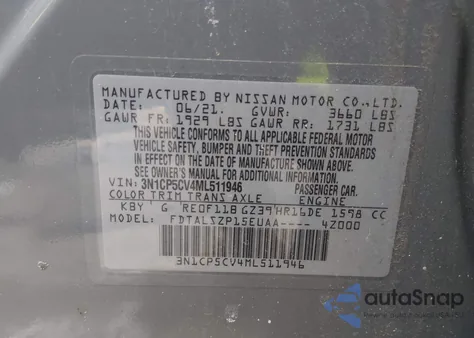 MANUFACTURED BY NISSAN MOTOR CO., LTD.
DATE: 06/21. GVWR: 3660 LBS
GAWR FR: 1929 LBS GAWR RR: 1731 LBS
THIS VEHICLE CONFORMS TO ALL APPLICABLE FEDERAL MOTOR
VEHICLE SAFETY, BUMPER AND THEFT PREVENTION STANDARDS
IN EFFECT ON THE DATE OF MANUFACTURE SHOWN ABOVE.
SEE OWNER'S MANUAL FOR ADDITIONAL INFORMATION.
VIN: 3N1CP5CV4ML511946 PASSENGER CAR.
COLOR TRIM TRANS AXLE ENGINE
KBY G RE0F11B GZ39 HR16DE 1598 CC
MODEL: FDTALSZP15EUAA---- 4Z000
3N1CP5CV4ML511946
autoSnap